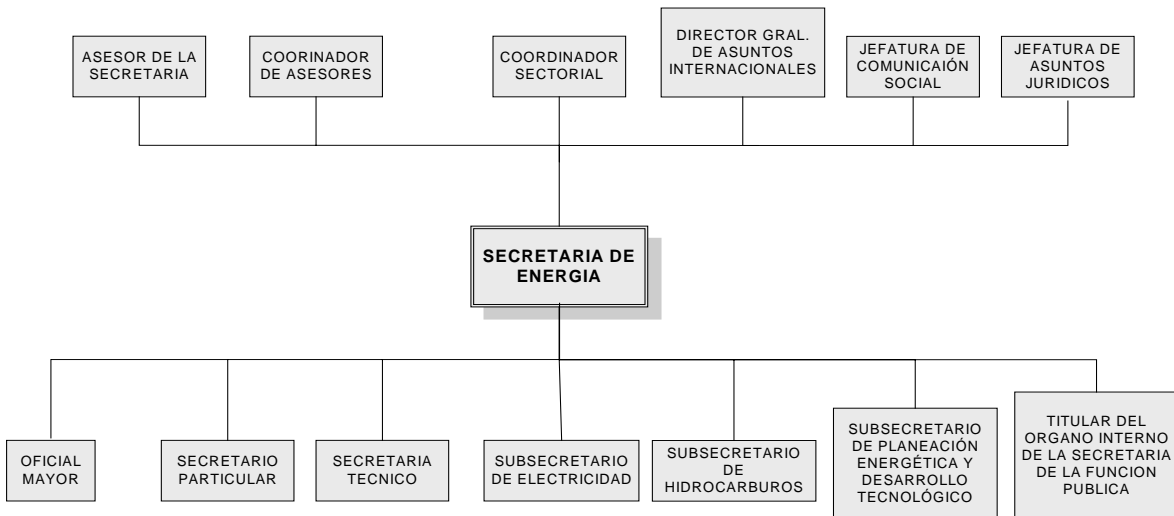 ASESOR DE LA
SECRETARIA
COORINADOR
DE ASESORES
COORDINADOR
SECTORIAL
DIRECTOR GRAL.
DE ASUNTOS
INTERNACIONALES
JEFATURA DE
COMUNICAIÓN
SOCIAL
JEFATURA DE
ASUNTOS
JURIDICOS
SECRETARIA DE
ENERGIA
OFICIAL
MAYOR
SECRETARIO
PARTICULAR
SECRETARIA
TECNICO
SUBSECRETARIO
DE ELECTRICIDAD
SUBSECRETARIO
DE
HIDROCARBUROS
SUBSECRETARIO
DE PLANEACIÓN
ENERGÉTICA Y
DESARROLLO
TECNOLÓGICO
TITULAR DEL
ORGANO INTERNO
DE LA SECRETARIA
DE LA FUNCION
PUBLICA